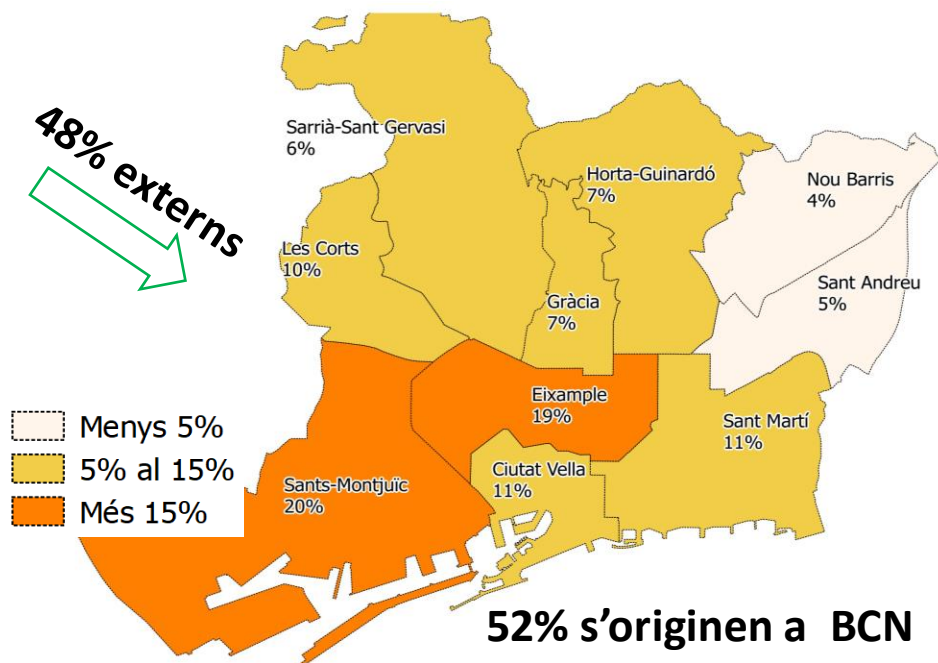 48% externs
Sarrià-Sant Gervasi
6%
Horta-Guinardó
7%
Nou Barris
4%
Les Corts
10%
Gràcia
7%
Sant Andreu
5%
Eixample
19%
Sant Martí
11%
Ciutat Vella
11%
Sants-Montjuïc
20%
Menys 5%
5% al 15%
Més 15%
52% s'originen a BCN